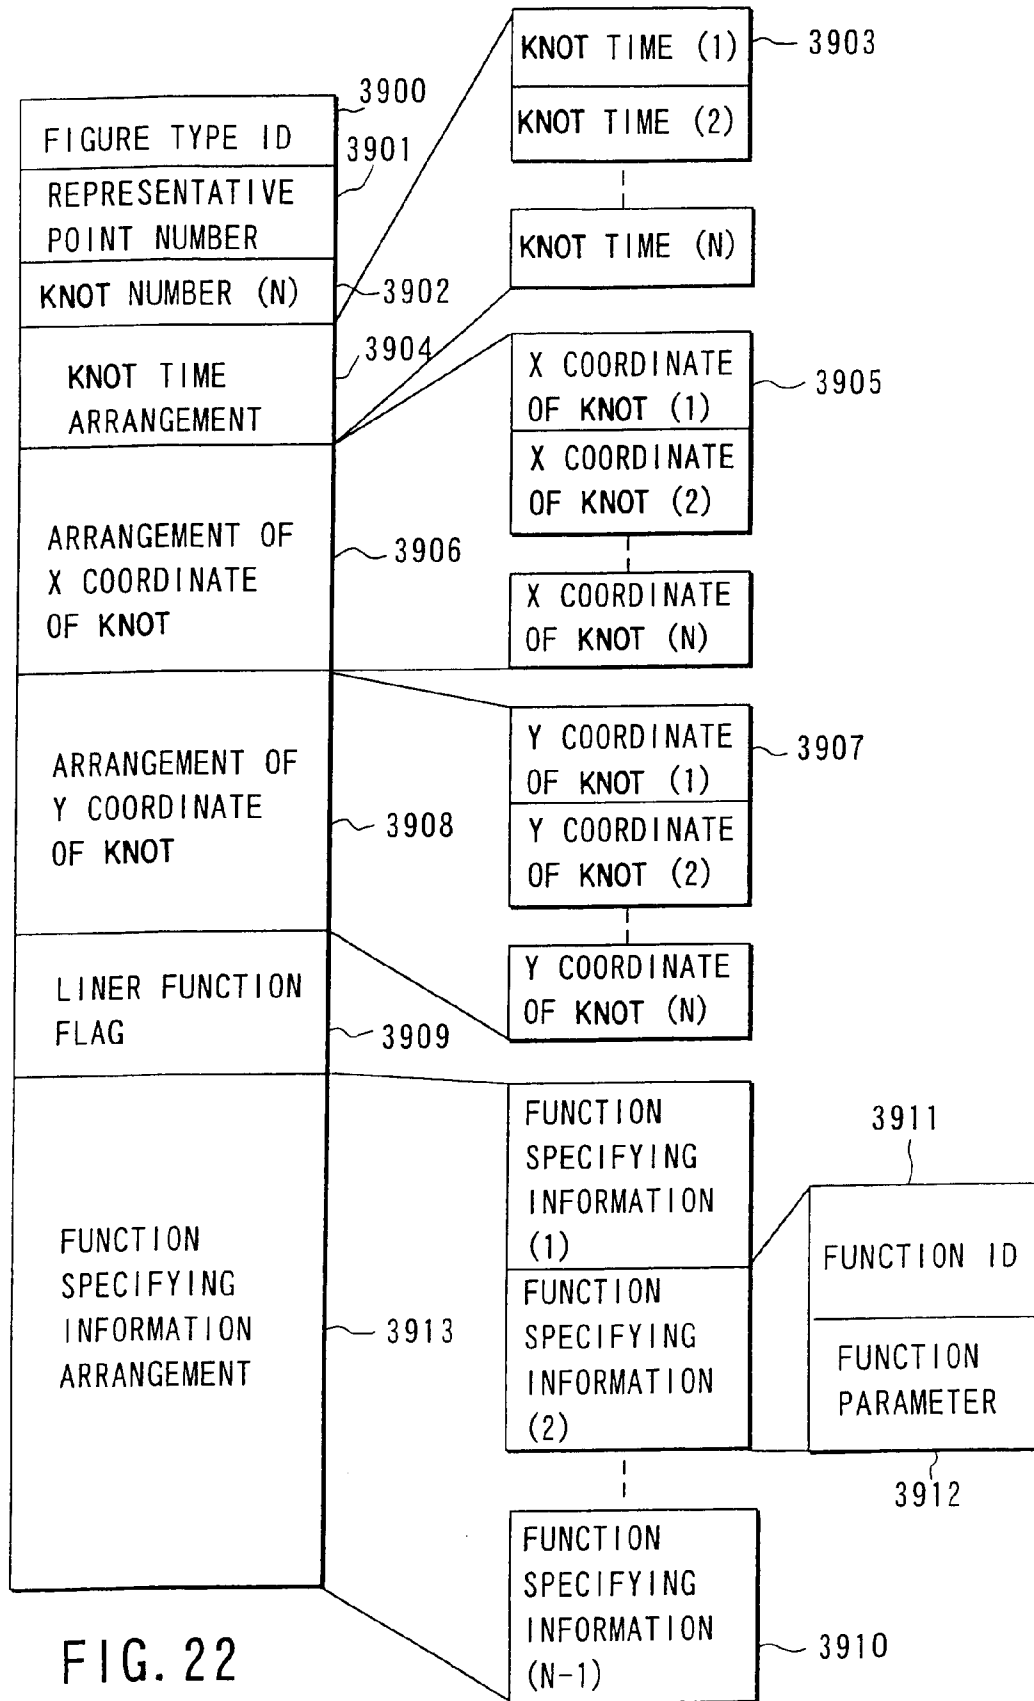 3900
FIGURE TYPE ID
3901
REPRESENTATIVE
POINT NUMBER
KNOT NUMBER (N)
3902
3904
KNOT TIME
ARRANGEMENT
ARRANGEMENT OF
X COORDINATE
OF KNOT
3906
ARRANGEMENT OF
Y COORDINATE
OF KNOT
3908
LINER FUNCTION
FLAG
3909
FUNCTION
SPECIFYING
INFORMATION
ARRANGEMENT
3913
KNOT TIME (1)
3903
KNOT TIME (2)
KNOT TIME (N)
X COORDINATE
OF KNOT (1)
3905
X COORDINATE
OF KNOT (2)
X COORDINATE
OF KNOT (N)
Y COORDINATE
OF KNOT (1)
3907
Y COORDINATE
OF KNOT (2)
Y COORDINATE
OF KNOT (N)
FUNCTION
SPECIFYING
INFORMATION
(1)
FUNCTION
SPECIFYING
INFORMATION
(2)
3911
FUNCTION ID
FUNCTION
PARAMETER
3912
FUNCTION
SPECIFYING
INFORMATION
(N-1)
3910
FIG. 22